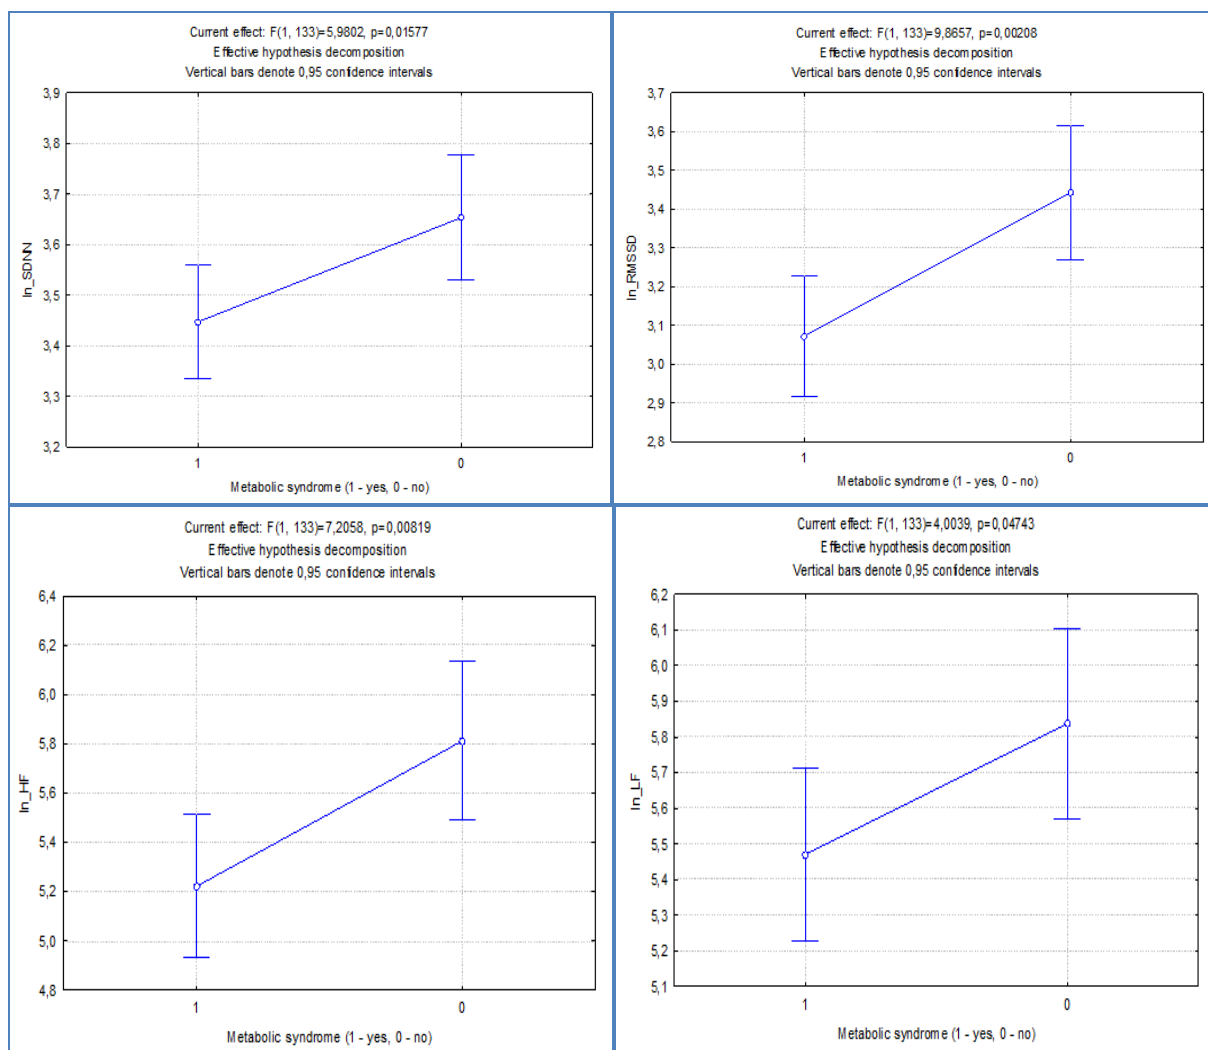 Current effect: F(1, 133)=5,9802, p=0,01577
Effective hypothesis decomposition
Vertical bars denote 0,95 confidence intervals
3,9
3,8
3,7
3,6
3,5
3,4
3,3
3,2
ln_SDNN
1
0
Metabolic syndrome (1 - yes, 0 - no)
Current effect: F(1, 133)=9,8657, p=0,00208
Effective hypothesis decomposition
Vertical bars denote 0,95 confidence intervals
3,7
3,6
3,5
3,4
3,3
3,2
3,1
3,0
2,9
2,8
ln_RMSSD
1
0
Metabolic syndrome (1 - yes, 0 - no)
Current effect: F(1, 133)=7,2058, p=0,00819
Effective hypothesis decomposition
Vertical bars denote 0,95 confidence intervals
6,4
6,2
6,0
5,8
5,6
5,4
5,2
5,0
4,8
ln_HF
1
0
Metabolic syndrome (1 - yes, 0 - no)
Current effect: F(1, 133)=4,0039, p=0,04743
Effective hypothesis decomposition
Vertical bars denote 0,95 confidence intervals
6,2
6,1
6,0
5,9
5,8
5,7
5,6
5,5
5,4
5,3
5,2
5,1
ln_LF
1
0
Metabolic syndrome (1 - yes, 0 - no)